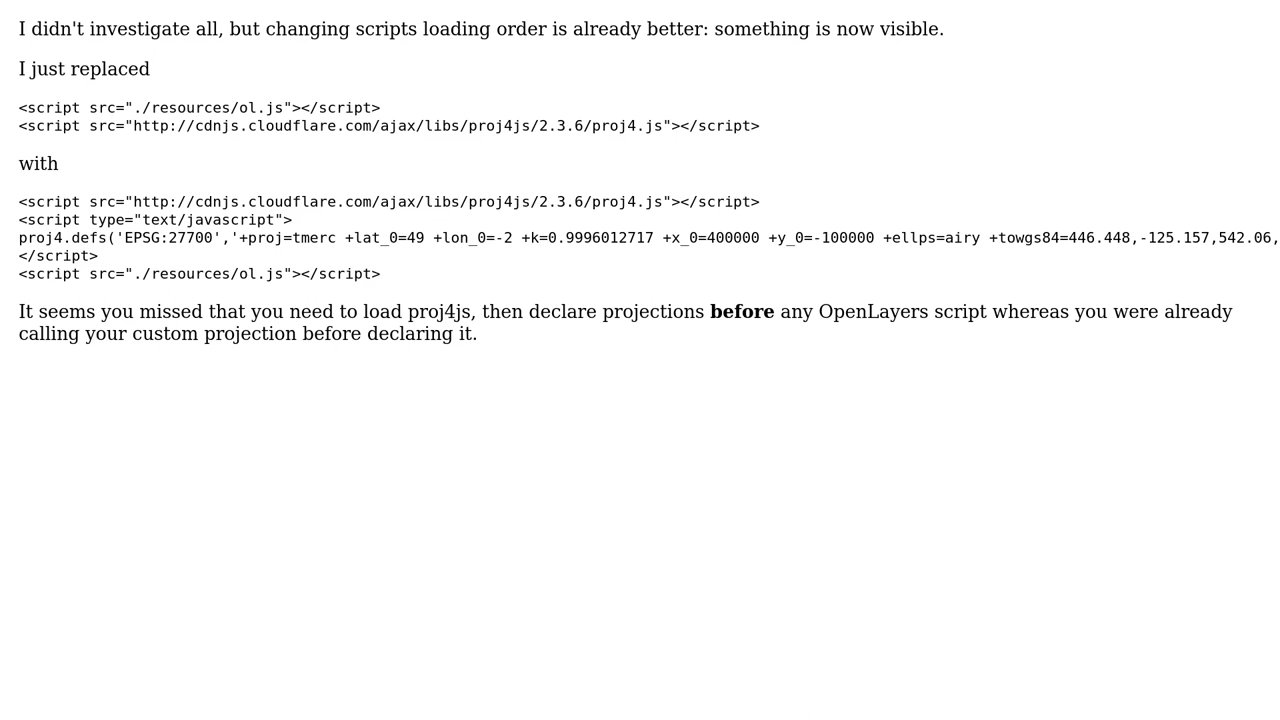 I didn't investigate all, but changing scripts loading order is already better: something is now visible.
I just replaced
<script src="./resources/ol.js"></script>
<script src="http://cdnjs.cloudflare.com/ajax/libs/proj4js/2.3.6/proj4.js"></script>
with
<script src="http://cdnjs.cloudflare.com/ajax/libs/proj4js/2.3.6/proj4.js"></script>
<script type="text/javascript">
proj4.defs('EPSG:27700','+proj=tmerc +lat_0=49 +lon_0=-2 +k=0.9996012717 +x_0=400000 +y_0=-100000 +ellps=airy +towgs84=446.448,-125.157,542.06,
</script>
<script src="./resources/ol.js"></script>
It seems you missed that you need to load proj4js, then declare projections before any OpenLayers script whereas you were already
calling your custom projection before declaring it.